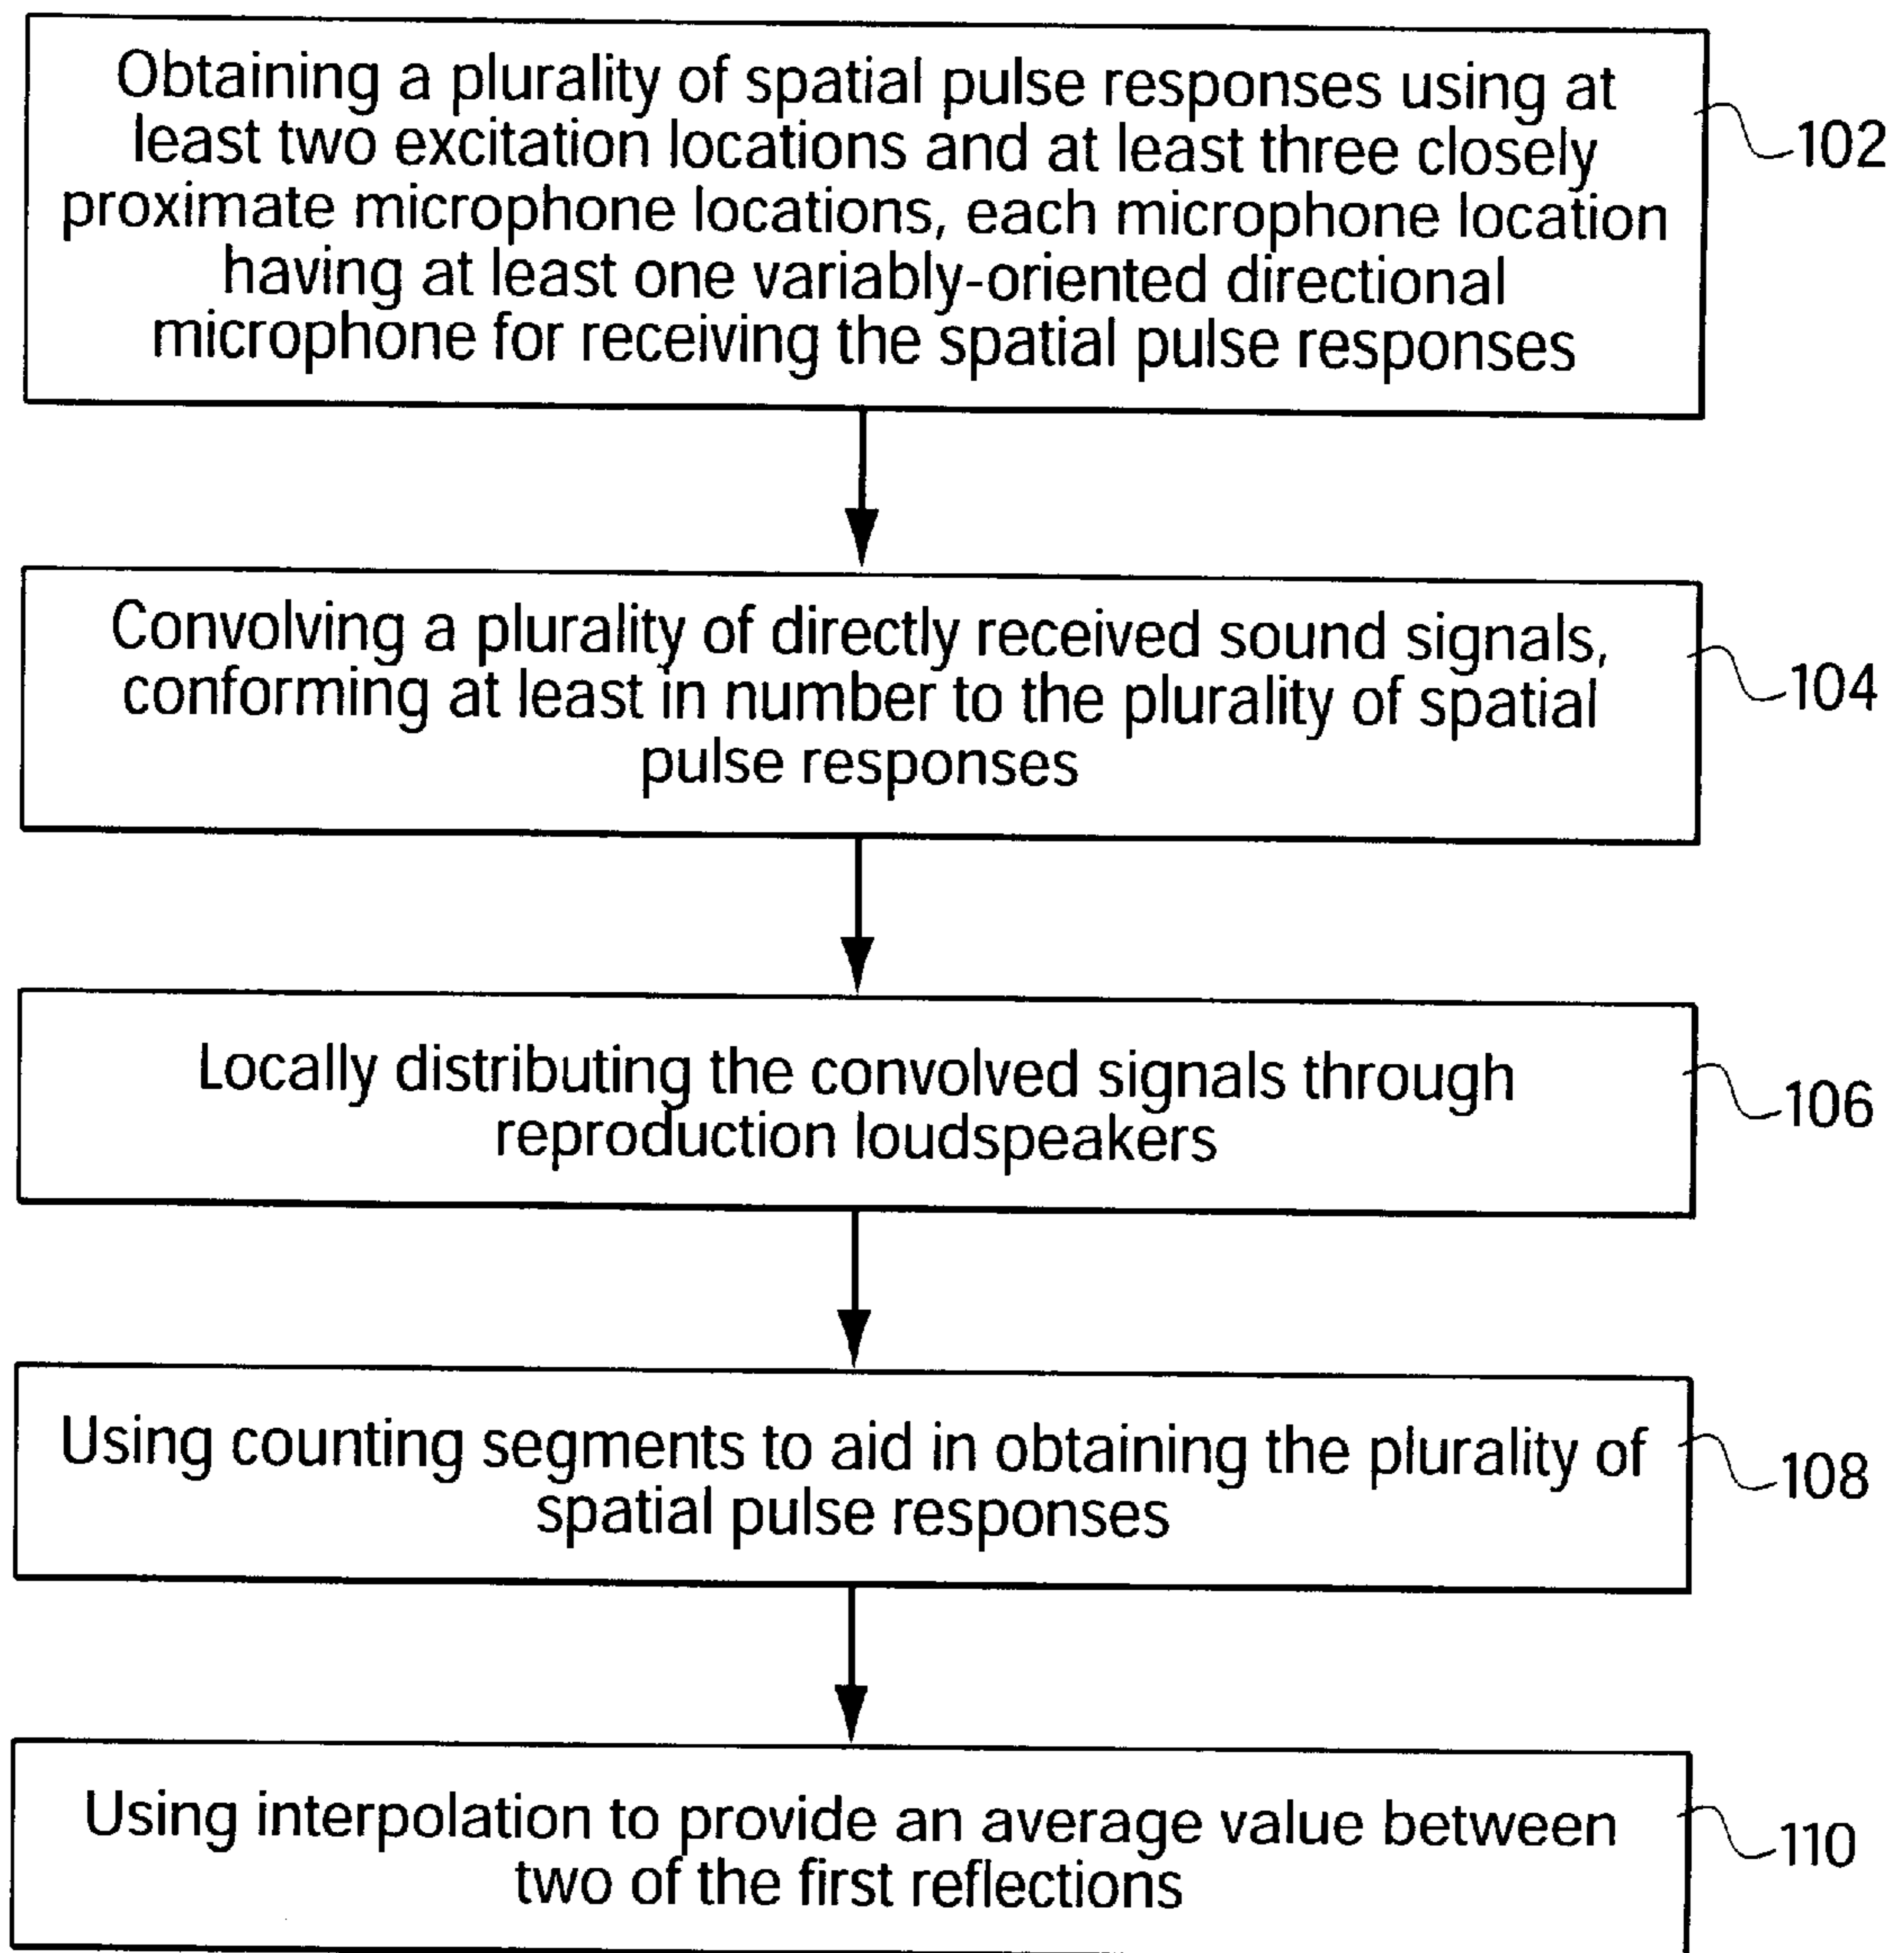 Obtaining a plurality of spatial pulse responses using at
least two excitation locations and at least three closely
proximate microphone locations, each microphone location
having at least one variably-oriented directional
microphone for receiving the spatial pulse responses
102
Convolving a plurality of directly received sound signals,
conforming at least in number to the plurality of spatial
pulse responses
104
Locally distributing the convolved signals through
reproduction loudspeakers
106
Using counting segments to aid in obtaining the plurality of
spatial pulse responses
108
Using interpolation to provide an average value between
two of the first reflections
110